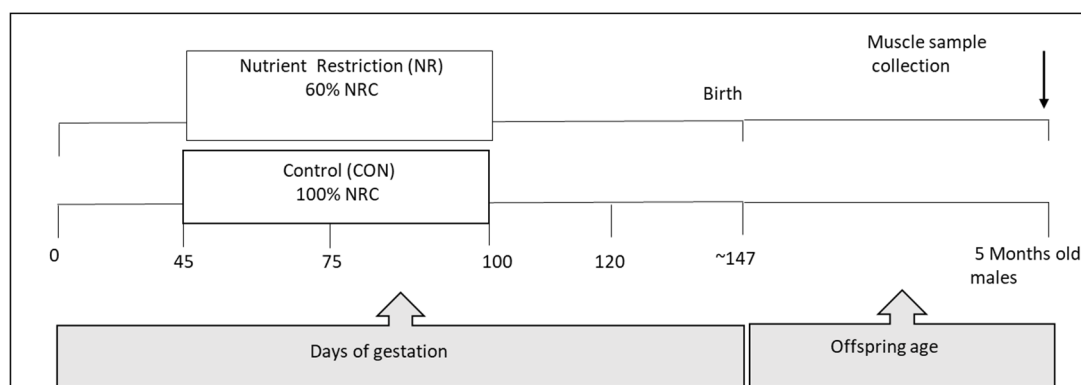 Muscle sample
collection
Nutrient Restriction (NR)
60% NRC
Birth
Control (CON)
100% NRC
0
45
75
100
120
~147
5 Months old
males
Days of gestation
Offspring age